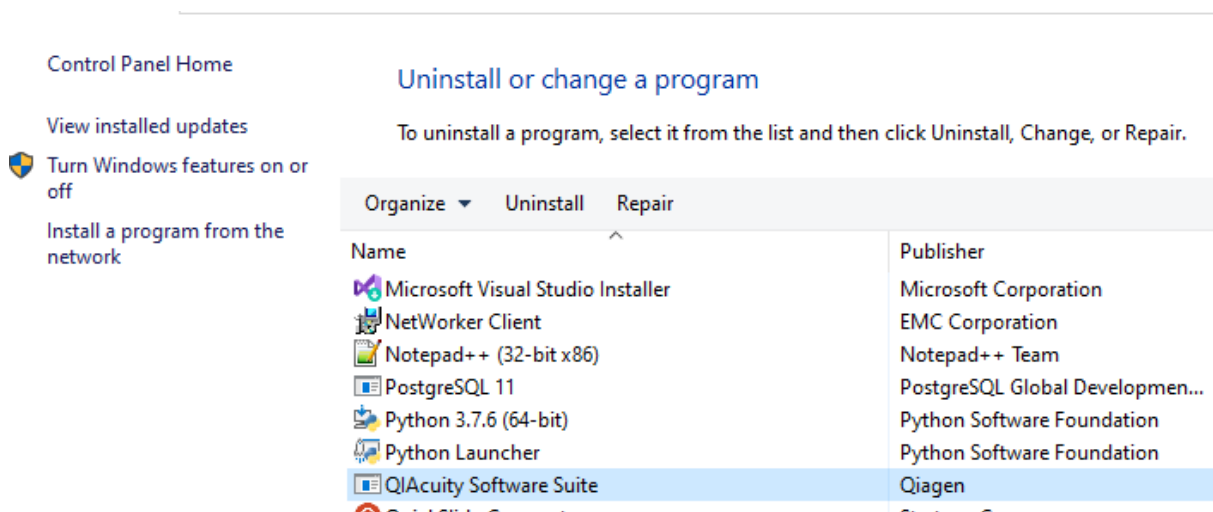 Control Panel Home
View installed updates
Turn Windows features on or
off
Install a program from the
network
Uninstall or change a program
To uninstall a program, select it from the list and then click Uninstall, Change, or Repair.
Organize Uninstall Repair
Name Publisher
Microsoft Visual Studio Installer Microsoft Corporation
NetWorker Client EMC Corporation
Notepad++ (32-bit x86) Notepad++ Team
PostgreSQL 11 PostgreSQL Global Developmen...
Python 3.7.6 (64-bit) Python Software Foundation
Python Launcher Python Software Foundation
QIAcuity Software Suite Qiagen